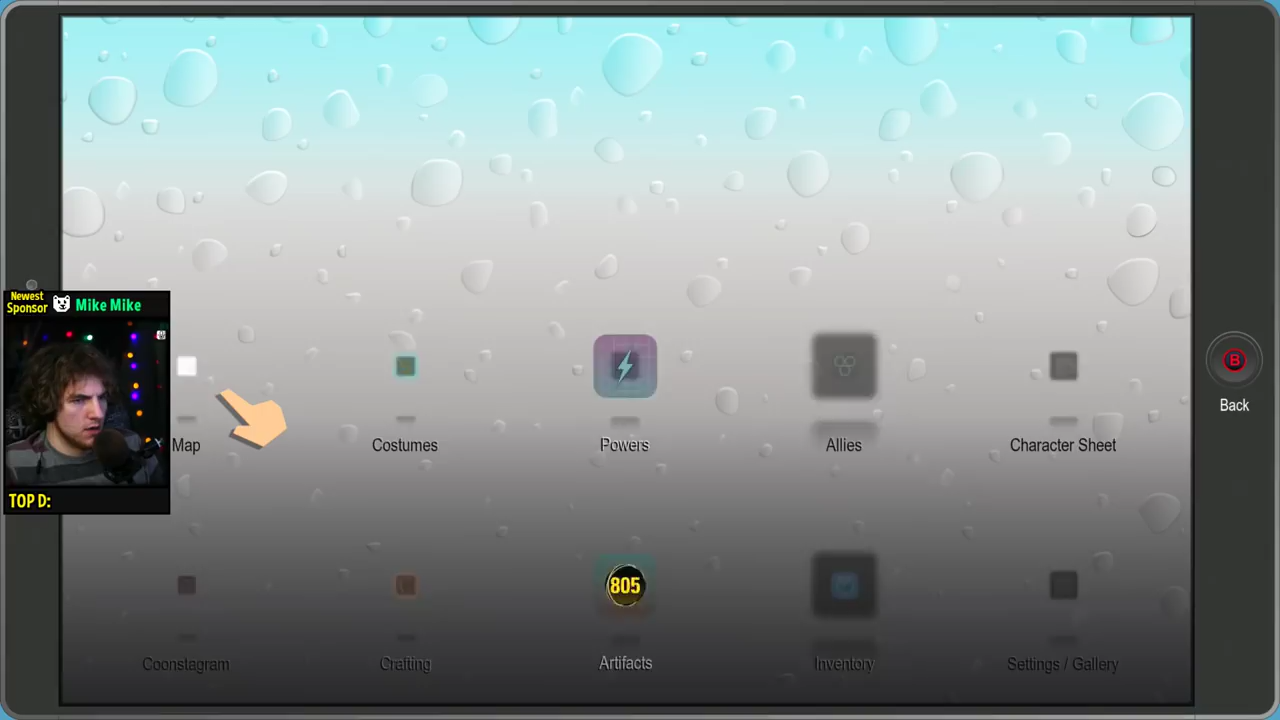 Newest
Sponsor
Mike Mike
TOP D:
B
Back
Map
Costumes
Powers
Allies
Character Sheet
805
Coonstagram
Crafting
Artifacts
Inventory
Settings / Gallery